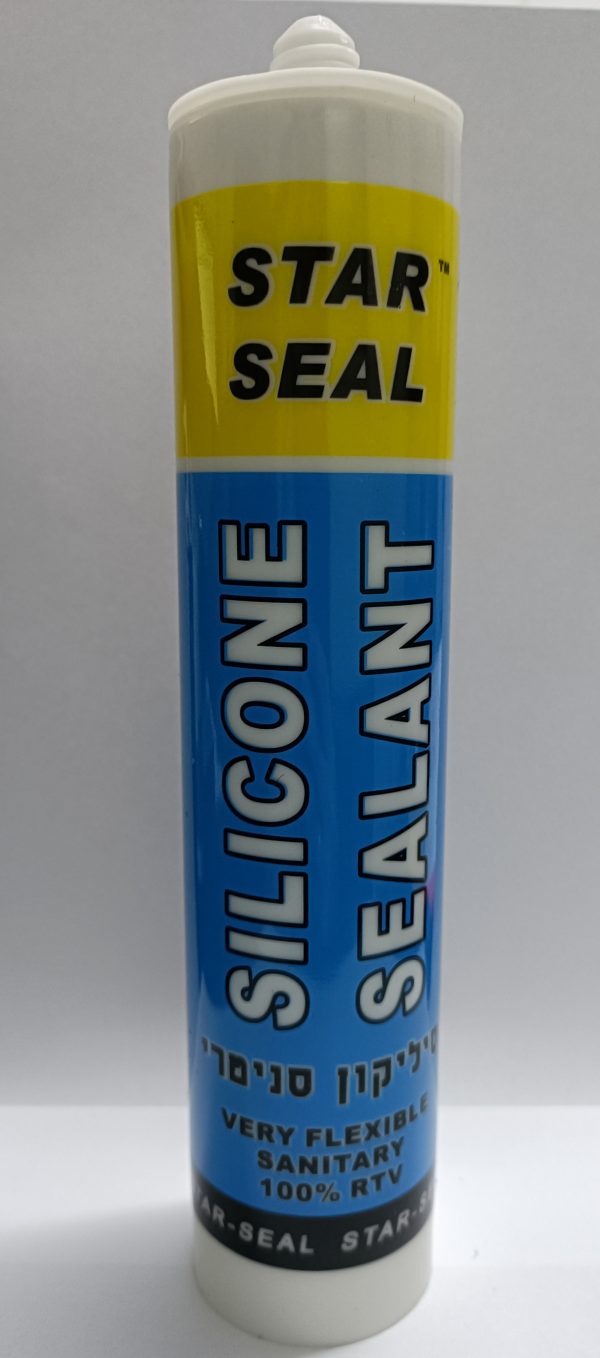 STAR™
SEAL
SILICONE
SEALANT
סיליקון סניטרי
VERY FLEXIBLE
SANITARY
100% RTV
STAR-SEAL STAR-S